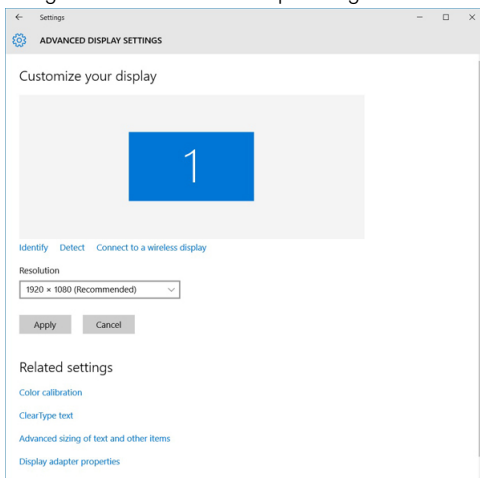 Settings
ADVANCED DISPLAY SETTINGS
Customize your display
1
Identify Detect Connect to a wireless display
Resolution
1920 × 1080 (Recommended)
Apply Cancel
Related settings
Color calibration
ClearType text
Advanced sizing of text and other items
Display adapter properties